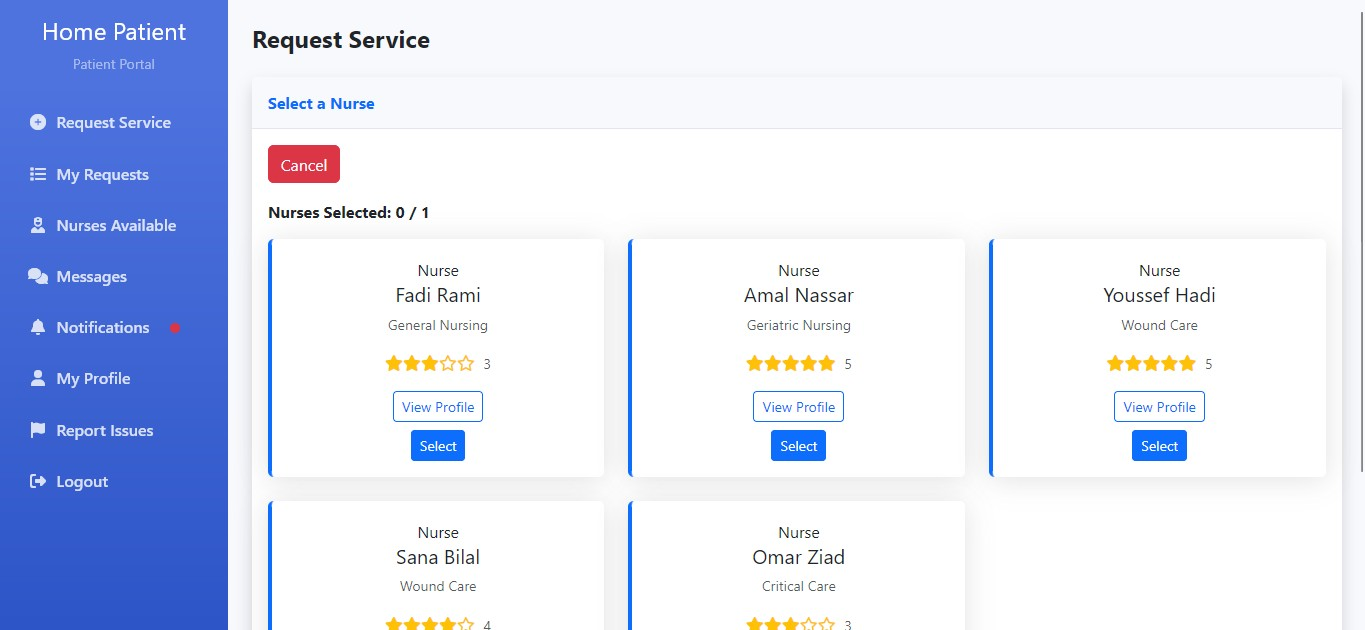 Home Patient
Patient Portal
Request Service
My Requests
Nurses Available
Messages
Notifications
My Profile
Report Issues
Logout
Request Service
Select a Nurse
Cancel
Nurses Selected: 0 / 1
Nurse
Fadi Rami
General Nursing
3
View Profile
Select
Nurse
Amal Nassar
Geriatric Nursing
5
View Profile
Select
Nurse
Youssef Hadi
Wound Care
5
View Profile
Select
Nurse
Sana Bilal
Wound Care
4
Nurse
Omar Ziad
Critical Care
3